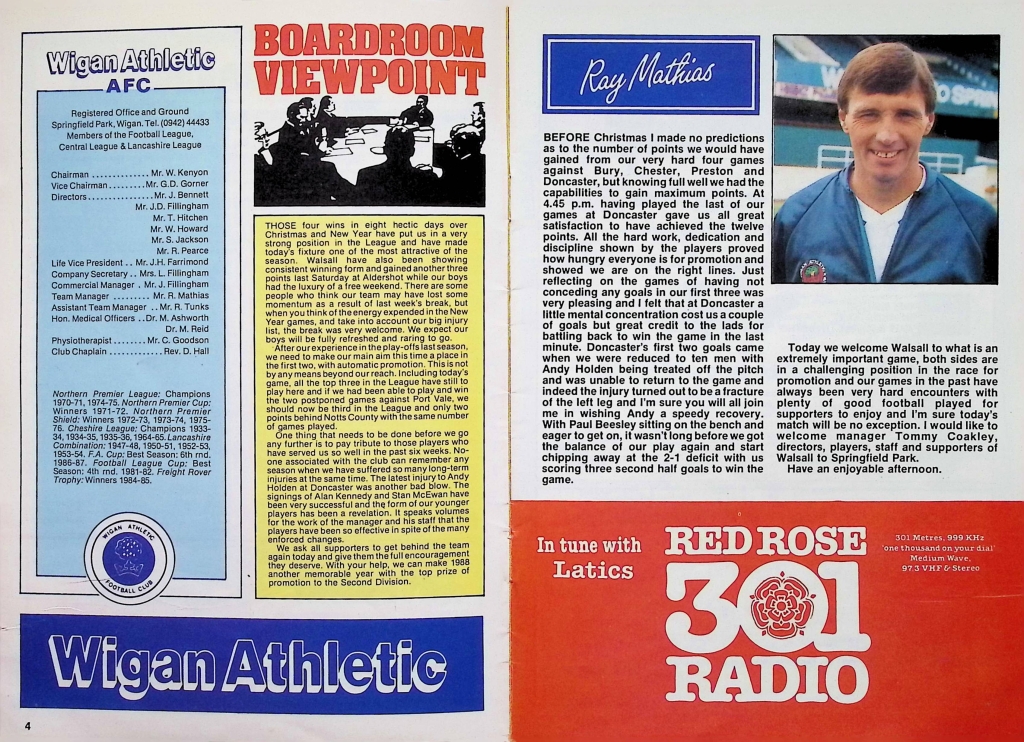 Wigan Athletic
AFC
Registered Office and Ground
Springfield Park, Wigan. Tel. (0942) 44433
Members of the Football League,
Central League & Lancashire League
Chairman .............. Mr. W. Kenyon
Vice Chairman ......... Mr. G.D. Gorner
Directors .............. Mr. J. Bennett
Mr. J.D. Fillingham
Mr. T. Hitchen
Mr. W. Howard
Mr. S. Jackson
Mr. R. Pearce
Life Vice President .. Mr. J.H. Farrimond
Company Secretary .. Mrs. L. Fillingham
Commercial Manager . Mr. J. Fillingham
Team Manager ......... Mr. R. Mathias
Assistant Team Manager .. Mr. R. Tunks
Hon. Medical Officers .. Dr. M. Ashworth
Dr. M. Reid
Physiotherapist ....... Mr. C. Goodson
Club Chaplain .......... Rev. D. Hall
Northern Premier League: Champions
1970-71, 1974-75. Northern Premier Cup:
Winners 1971-72. Northern Premier
Shield: Winners 1972-73, 1973-74, 1975-
76. Cheshire League: Champions 1933-
34, 1934-35, 1935-36, 1964-65. Lancashire
Combination: 1947-48, 1950-51, 1952-53,
1953-54. F.A. Cup: Best Season: 6th rnd.
1986-87. Football League Cup: Best
Season: 4th rnd. 1981-82. Freight Rover
Trophy: Winners 1984-85.
WIGAN ATHLETIC
FOOTBALL CLUB
BOARDROOM
VIEWPOINT
THOSE four wins in eight hectic days over
Christmas and New Year have put us in a very
strong position in the League and have made
today's fixture one of the most attractive of the
season. Walsall have also been showing
consistent winning form and gained another three
points last Saturday at Aldershot while our boys
had the luxury of a free weekend. There are some
people who think our team may have lost some
momentum as a result of last week's break, but
when you think of the energy expended in the New
Year games, and take into account our big injury
list, the break was very welcome. We expect our
boys will be fully refreshed and raring to go.
After our experience in the play-offs last season,
we need to make our main aim this time a place in
the first two, with automatic promotion. This is not
by any means beyond our reach. Including today's
game, all the top three in the League have still to
play here and if we had been able to play and win
the two postponed games against Port Vale, we
should now be third in the League and only two
points behind Notts County with the same number
of games played.
One thing that needs to be done before we go
any further is to pay tribute to those players who
have served us so well in the past six weeks. No-
one associated with the club can remember any
season when we have suffered so many long-term
injuries at the same time. The latest injury to Andy
Holden at Doncaster was another bad blow. The
signings of Alan Kennedy and Stan McEwan have
been very successful and the form of our younger
players has been a revelation. It speaks volumes
for the work of the manager and his staff that the
players have been so effective in spite of the many
enforced changes.
We ask all supporters to get behind the team
again today and give them the full encouragement
they deserve. With your help, we can make 1988
another memorable year with the top prize of
promotion to the Second Division.
Wigan Athletic
4
Ray Mathias
BEFORE Christmas I made no predictions
as to the number of points we would have
gained from our very hard four games
against Bury, Chester, Preston and
Doncaster, but knowing full well we had the
capabilities to gain maximum points. At
4.45 p.m. having played the last of our
games at Doncaster gave us all great
satisfaction to have achieved the twelve
points. All the hard work, dedication and
discipline shown by the players proved
how hungry everyone is for promotion and
showed we are on the right lines. Just
reflecting on the games of having not
conceding any goals in our first three was
very pleasing and I felt that at Doncaster a
little mental concentration cost us a couple
of goals but great credit to the lads for
battling back to win the game in the last
minute. Doncaster's first two goals came
when we were reduced to ten men with
Andy Holden being treated off the pitch
and was unable to return to the game and
indeed the injury turned out to be a fracture
of the left leg and I'm sure you will all join
me in wishing Andy a speedy recovery.
With Paul Beesley sitting on the bench and
eager to get on, it wasn't long before we got
the balance of our play again and start
chipping away at the 2-1 deficit with us
scoring three second half goals to win the
game.
Today we welcome Walsall to what is an
extremely important game, both sides are
in a challenging position in the race for
promotion and our games in the past have
always been very hard encounters with
plenty of good football played for
supporters to enjoy and I'm sure today's
match will be no exception. I would like to
welcome manager Tommy Coakley,
directors, players, staff and supporters of
Walsall to Springfield Park.
Have an enjoyable afternoon.
In tune with
Latics
RED ROSE
301
RADIO
301 Metres, 999 KHz
'one thousand on your dial'
Medium Wave,
97.3 VHF & Stereo